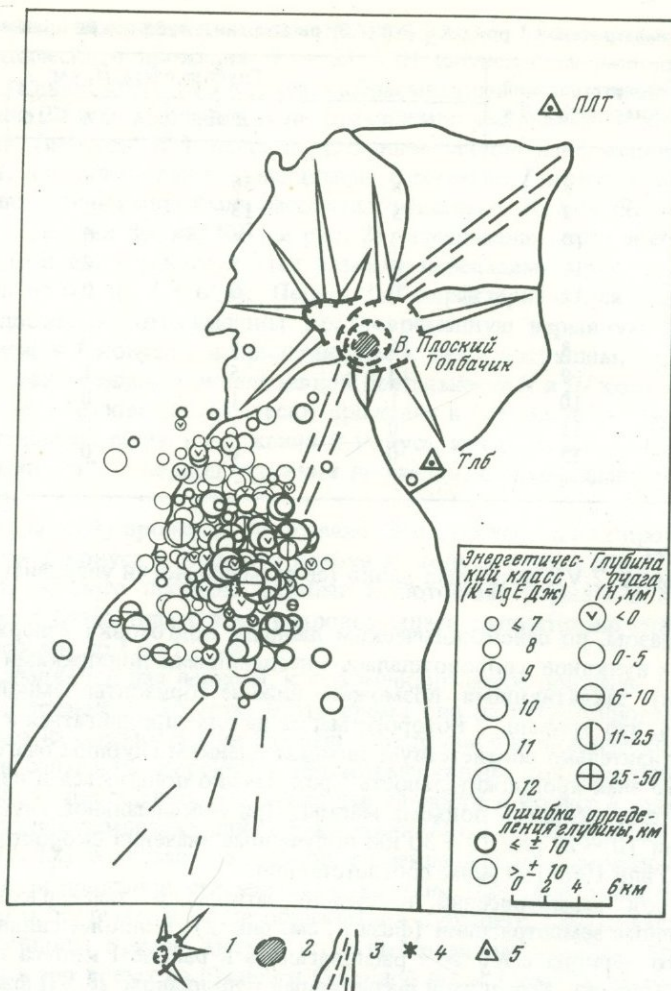 ПЛТ
В. Плоский
Толбачик
Тлб
Энергетичес-
кий класс
(K = lg E Дж)
≤ 7
8
9
10
11
12
Глубина
очага
(H, км)
<0
0-5
6-10
11-25
25-50
Ошибка опреде-
ления глубины, км
≤ ± 10
> ± 10
0 2 4 6 км
1 2 3 4 5